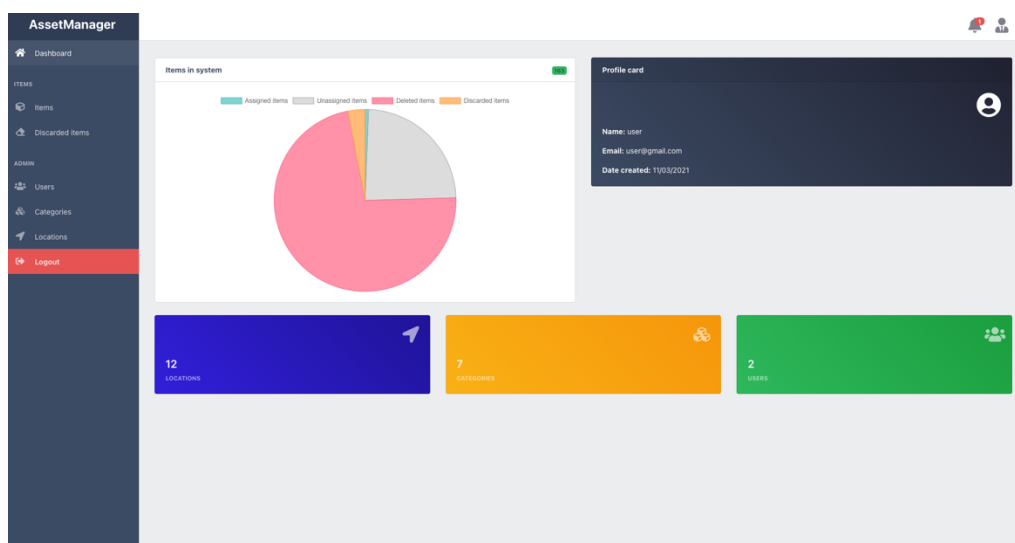 AssetManager
Dashboard
ITEMS
Items
Discarded items
ADMIN
Users
Categories
Locations
Logout
1
Items in system
Assigned items Unassigned items Deleted items Discarded items
Profile card
Name: user
Email: user@gmail.com
Date created: 11/03/2021
12
LOCATIONS
7
CATEGORIES
2
USERS